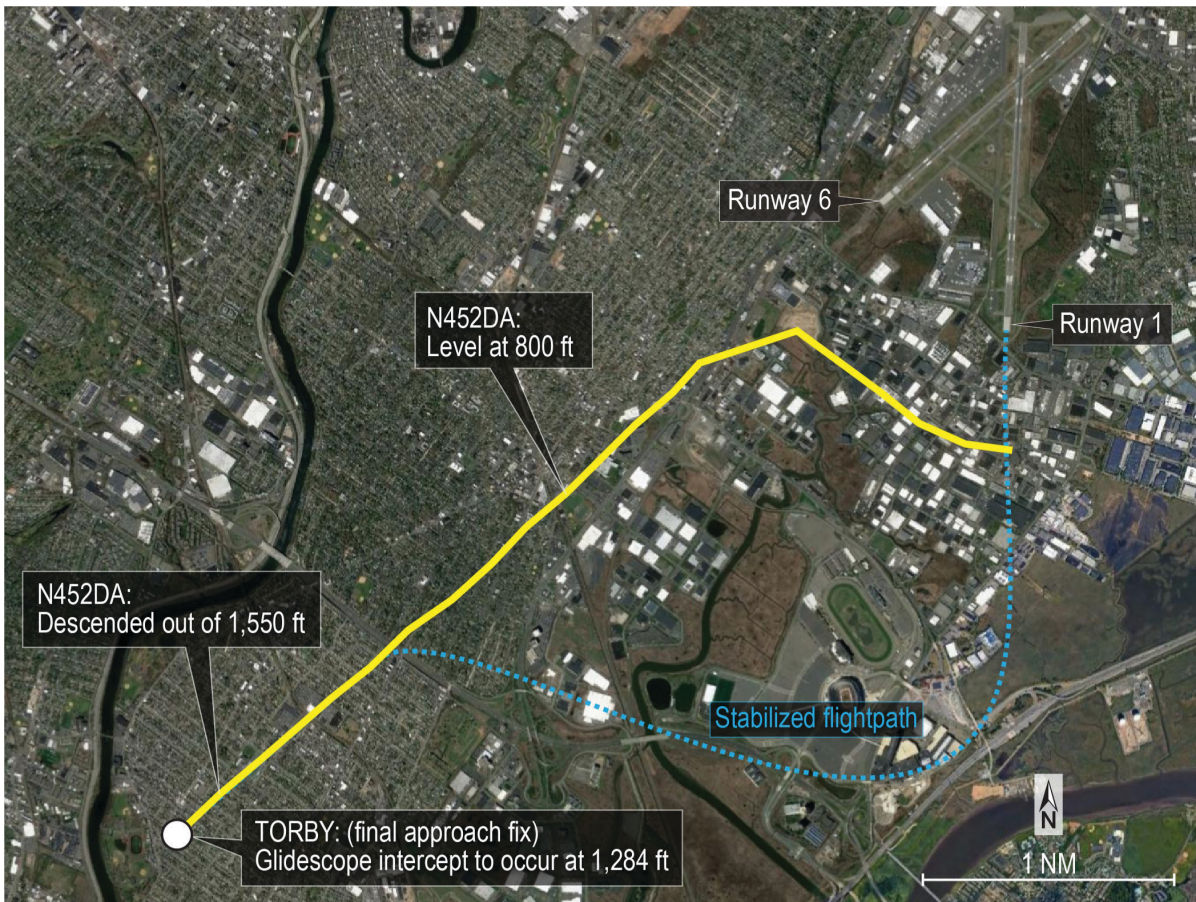 Runway 6
N452DA:
Level at 800 ft
Runway 1
N452DA:
Descended out of 1,550 ft
Stabilized flightpath
TORBY: (final approach fix)
Glidescope intercept to occur at 1,284 ft
N
1 NM